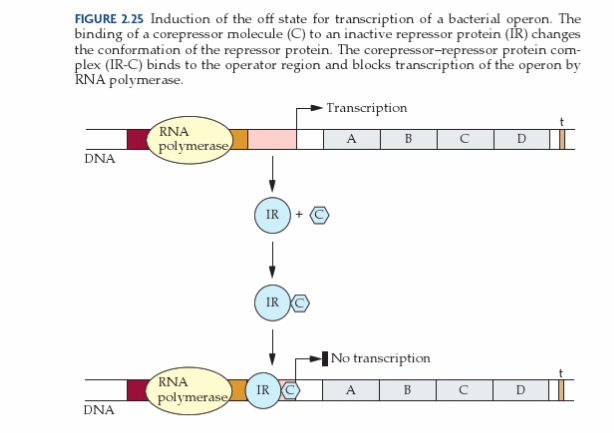 FIGURE 2.25 Induction of the off state for transcription of a bacterial operon. The
binding of a corepressor molecule (C) to an inactive repressor protein (IR) changes
the conformation of the repressor protein. The corepressor–repressor protein com-
plex (IR-C) binds to the operator region and blocks transcription of the operon by
RNA polymerase.
Transcription
t
RNA
polymerase
A B C D
DNA
IR + C
IR C
No transcription
t
RNA
polymerase
IR C A B C D
DNA